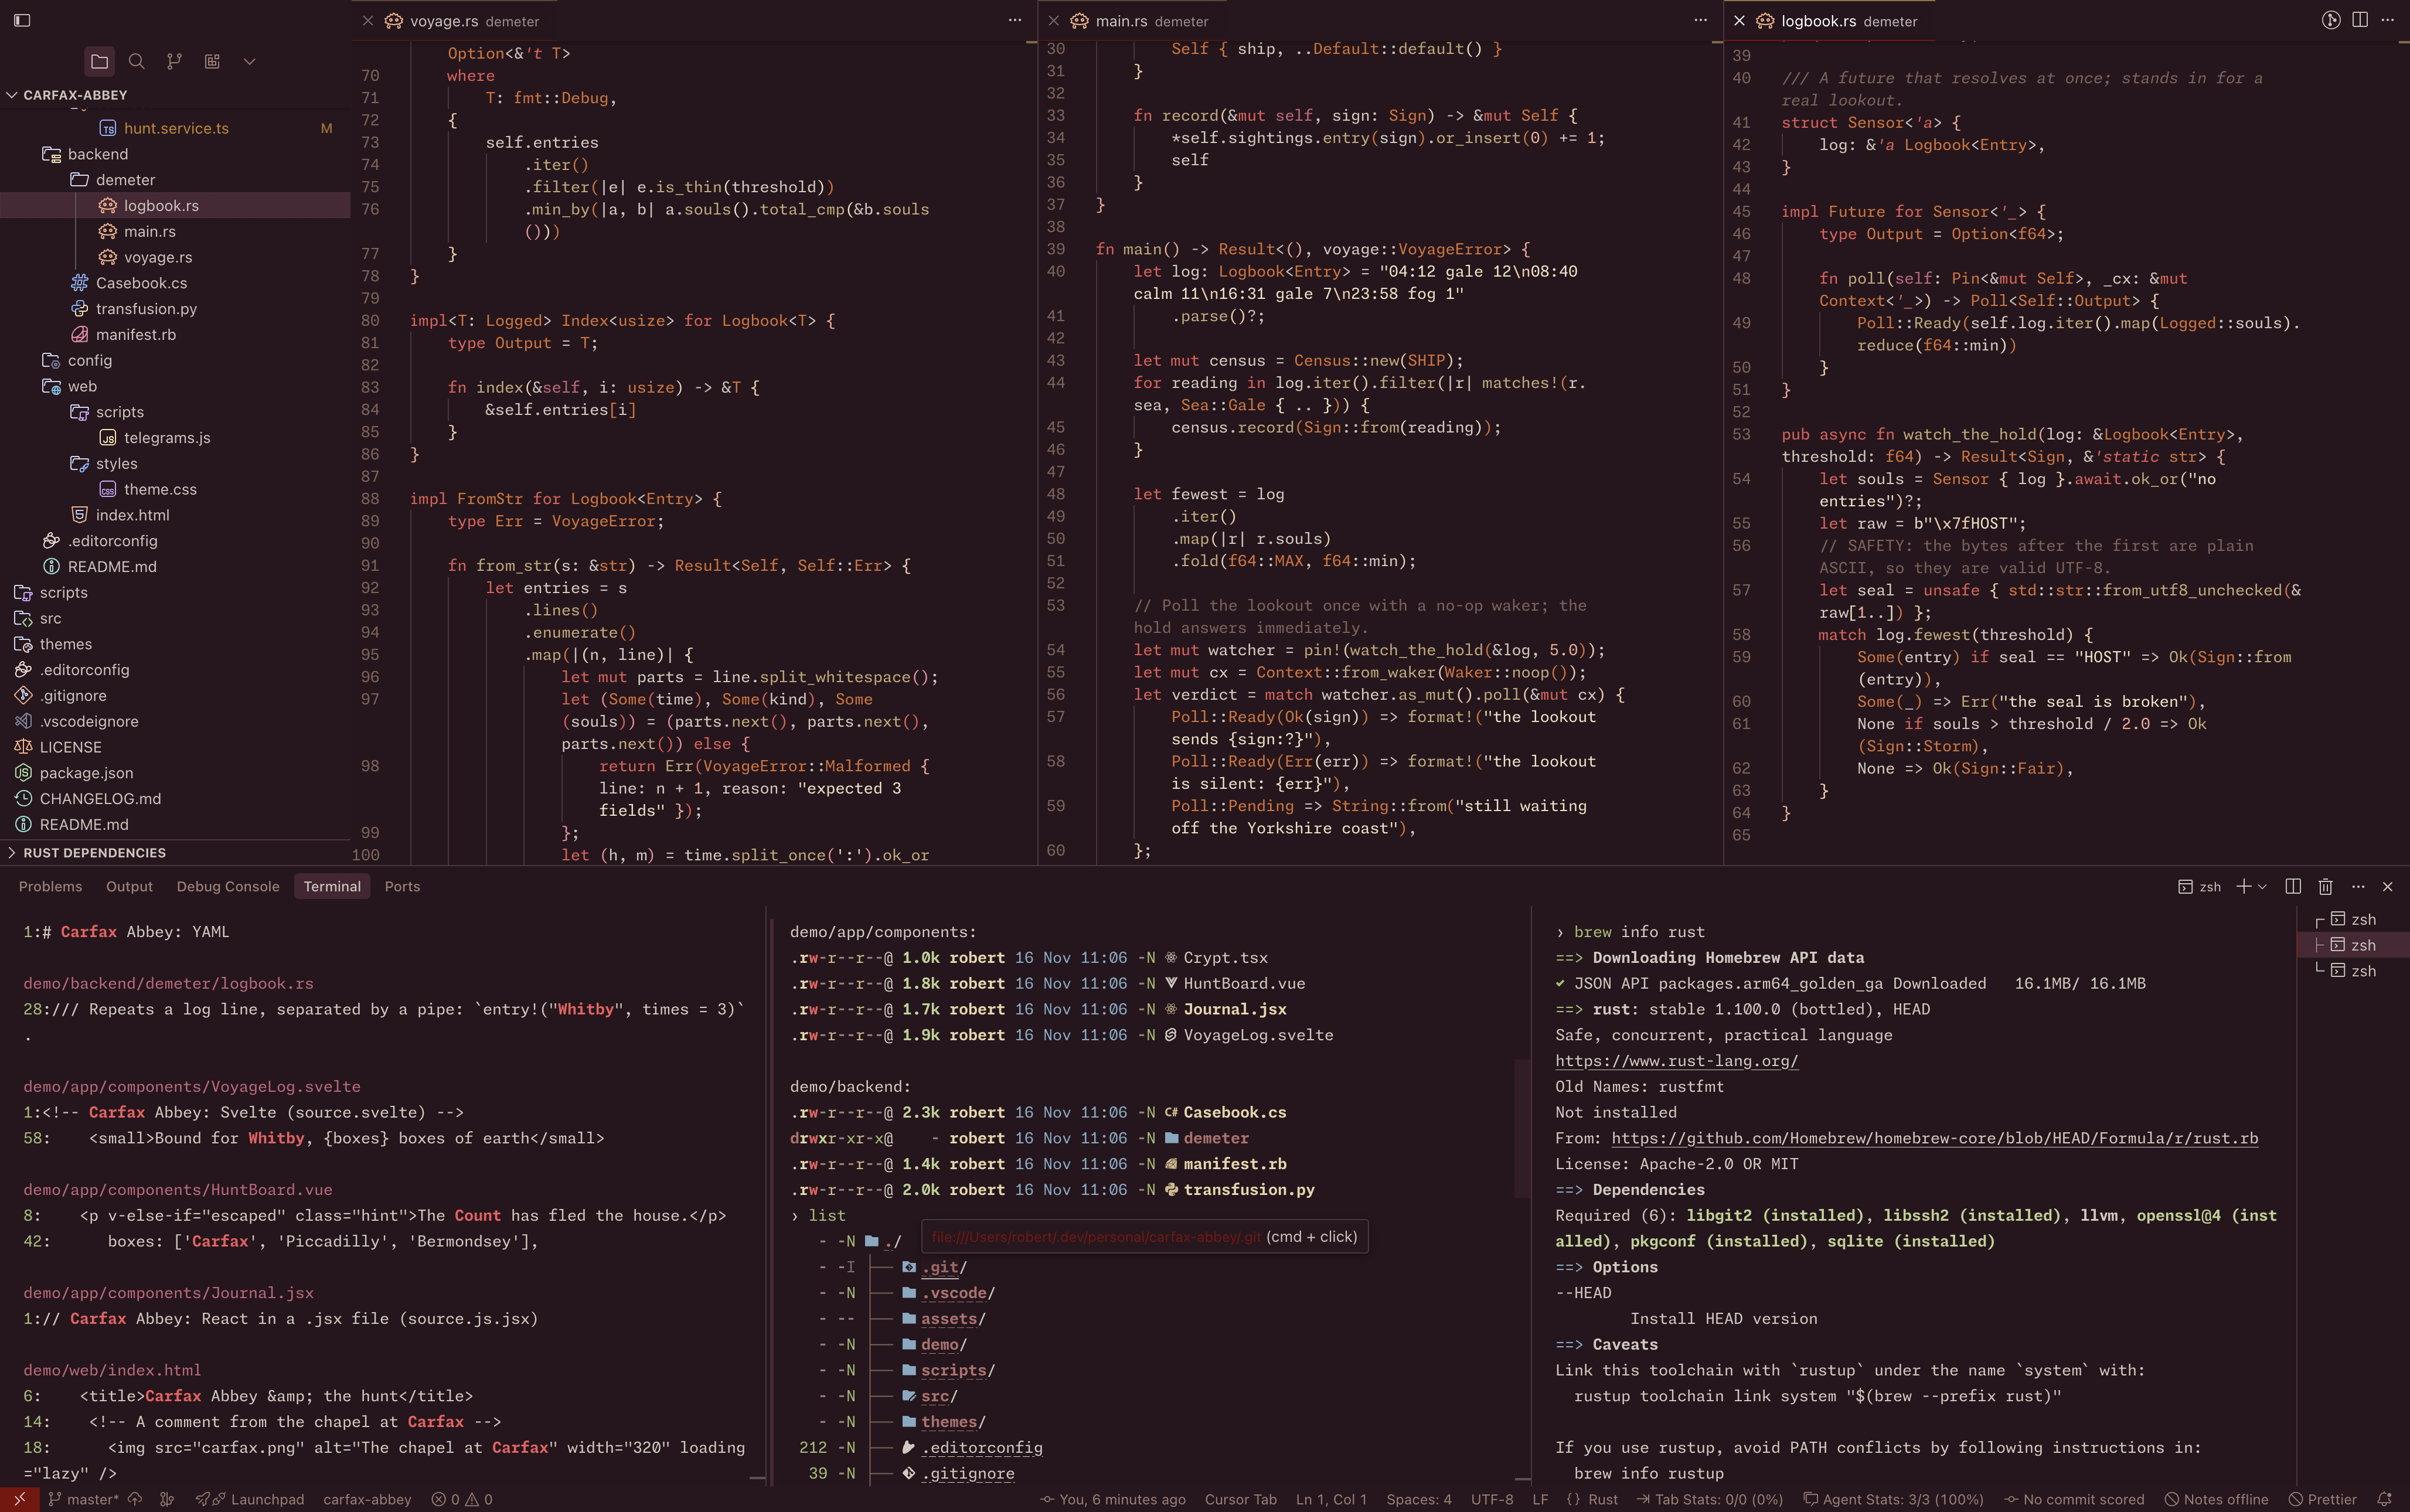 voyage.rs demeter
main.rs demeter
logbook.rs demeter
CARFAX-ABBEY
hunt.service.ts M
backend
demeter
logbook.rs
main.rs
voyage.rs
Casebook.cs
transfusion.py
manifest.rb
config
web
scripts
telegrams.js
styles
theme.css
index.html
.editorconfig
README.md
scripts
src
themes
.editorconfig
.gitignore
.vscodeignore
LICENSE
package.json
CHANGELOG.md
README.md
RUST DEPENDENCIES
Option<&'t T>
70 where
71 T: fmt::Debug,
72 {
73 self.entries
74 .iter()
75 .filter(|e| e.is_thin(threshold))
76 .min_by(|a, b| a.souls().total_cmp(&b.souls
()))
77 }
78 }
79
80 impl<T: Logged> Index<usize> for Logbook<T> {
81 type Output = T;
82
83 fn index(&self, i: usize) -> &T {
84 &self.entries[i]
85 }
86 }
87
88 impl FromStr for Logbook<Entry> {
89 type Err = VoyageError;
90
91 fn from_str(s: &str) -> Result<Self, Self::Err> {
92 let entries = s
93 .lines()
94 .enumerate()
95 .map(|(n, line)| {
96 let mut parts = line.split_whitespace();
97 let (Some(time), Some(kind), Some
(souls)) = (parts.next(), parts.next(),
parts.next()) else {
98 return Err(VoyageError::Malformed {
line: n + 1, reason: "expected 3
fields" });
99 };
100 let (h, m) = time.split_once(':').ok_or
30 Self { ship, ..Default::default() }
31 }
32
33 fn record(&mut self, sign: Sign) -> &mut Self {
34 *self.sightings.entry(sign).or_insert(0) += 1;
35 self
36 }
37 }
38
39 fn main() -> Result<(), voyage::VoyageError> {
40 let log: Logbook<Entry> = "04:12 gale 12\n08:40
calm 11\n16:31 gale 7\n23:58 fog 1"
41 .parse()?;
42
43 let mut census = Census::new(SHIP);
44 for reading in log.iter().filter(|r| matches!(r.
sea, Sea::Gale { .. })) {
45 census.record(Sign::from(reading));
46 }
47
48 let fewest = log
49 .iter()
50 .map(|r| r.souls)
51 .fold(f64::MAX, f64::min);
52
53 // Poll the lookout once with a no-op waker; the
hold answers immediately.
54 let mut watcher = pin!(watch_the_hold(&log, 5.0));
55 let mut cx = Context::from_waker(Waker::noop());
56 let verdict = match watcher.as_mut().poll(&mut cx) {
57 Poll::Ready(Ok(sign)) => format!("the lookout
sends {sign:?}"),
58 Poll::Ready(Err(err)) => format!("the lookout
is silent: {err}"),
59 Poll::Pending => String::from("still waiting
off the Yorkshire coast"),
60 };
39
40 /// A future that resolves at once; stands in for a
real lookout.
41 struct Sensor<'a> {
42 log: &'a Logbook<Entry>,
43 }
44
45 impl Future for Sensor<'_> {
46 type Output = Option<f64>;
47
48 fn poll(self: Pin<&mut Self>, _cx: &mut
Context<'_>) -> Poll<Self::Output> {
49 Poll::Ready(self.log.iter().map(Logged::souls).
reduce(f64::min))
50 }
51 }
52
53 pub async fn watch_the_hold(log: &Logbook<Entry>,
threshold: f64) -> Result<Sign, &'static str> {
54 let souls = Sensor { log }.await.ok_or("no
entries")?;
55 let raw = b"\x7fHOST";
56 // SAFETY: the bytes after the first are plain
ASCII, so they are valid UTF-8.
57 let seal = unsafe { std::str::from_utf8_unchecked(&
raw[1..]) };
58 match log.fewest(threshold) {
59 Some(entry) if seal == "HOST" => Ok(Sign::from
(entry)),
60 Some(_) => Err("the seal is broken"),
61 None if souls > threshold / 2.0 => Ok
(Sign::Storm),
62 None => Ok(Sign::Fair),
63 }
64 }
65
Problems Output Debug Console Terminal Ports
zsh
1:# Carfax Abbey: YAML
demo/backend/demeter/logbook.rs
28:/// Repeats a log line, separated by a pipe: `entry!("Whitby", times = 3)`
.
demo/app/components/VoyageLog.svelte
1:<!-- Carfax Abbey: Svelte (source.svelte) -->
58: <small>Bound for Whitby, {boxes} boxes of earth</small>
demo/app/components/HuntBoard.vue
8: <p v-else-if="escaped" class="hint">The Count has fled the house.</p>
42: boxes: ['Carfax', 'Piccadilly', 'Bermondsey'],
demo/app/components/Journal.jsx
1:// Carfax Abbey: React in a .jsx file (source.js.jsx)
demo/web/index.html
6: <title>Carfax Abbey &amp; the hunt</title>
14: <!-- A comment from the chapel at Carfax -->
18: <img src="carfax.png" alt="The chapel at Carfax" width="320" loading
="lazy" />
demo/app/components:
.rw-r--r--@ 1.0k robert 16 Nov 11:06 -N Crypt.tsx
.rw-r--r--@ 1.8k robert 16 Nov 11:06 -N HuntBoard.vue
.rw-r--r--@ 1.7k robert 16 Nov 11:06 -N Journal.jsx
.rw-r--r--@ 1.9k robert 16 Nov 11:06 -N VoyageLog.svelte
demo/backend:
.rw-r--r--@ 2.3k robert 16 Nov 11:06 -N Casebook.cs
drwxr-xr-x@ - robert 16 Nov 11:06 -N demeter
.rw-r--r--@ 1.4k robert 16 Nov 11:06 -N manifest.rb
.rw-r--r--@ 2.0k robert 16 Nov 11:06 -N transfusion.py
› list
file:///Users/robert/.dev/personal/carfax-abbey/.git (cmd + click)
- -N ./
- -I ├── .git/
- -N ├── .vscode/
- -- ├── assets/
- -N ├── demo/
- -N ├── scripts/
- -N ├── src/
- -N ├── themes/
212 -N ├── .editorconfig
39 -N ├── .gitignore
› brew info rust
==> Downloading Homebrew API data
✔ JSON API packages.arm64_golden_ga Downloaded 16.1MB/ 16.1MB
==> rust: stable 1.100.0 (bottled), HEAD
Safe, concurrent, practical language
https://www.rust-lang.org/
Old Names: rustfmt
Not installed
From: https://github.com/Homebrew/homebrew-core/blob/HEAD/Formula/r/rust.rb
License: Apache-2.0 OR MIT
==> Dependencies
Required (6): libgit2 (installed), libssh2 (installed), llvm, openssl@4 (inst
alled), pkgconf (installed), sqlite (installed)
==> Options
--HEAD
Install HEAD version
==> Caveats
Link this toolchain with `rustup` under the name `system` with:
rustup toolchain link system "$(brew --prefix rust)"
If you use rustup, avoid PATH conflicts by following instructions in:
brew info rustup
zsh
zsh
zsh
master* Launchpad carfax-abbey 0 0 You, 6 minutes ago Cursor Tab Ln 1, Col 1 Spaces: 4 UTF-8 LF {} Rust Tab Stats: 0/0 (0%) Agent Stats: 3/3 (100%) No commit scored Notes offline Prettier